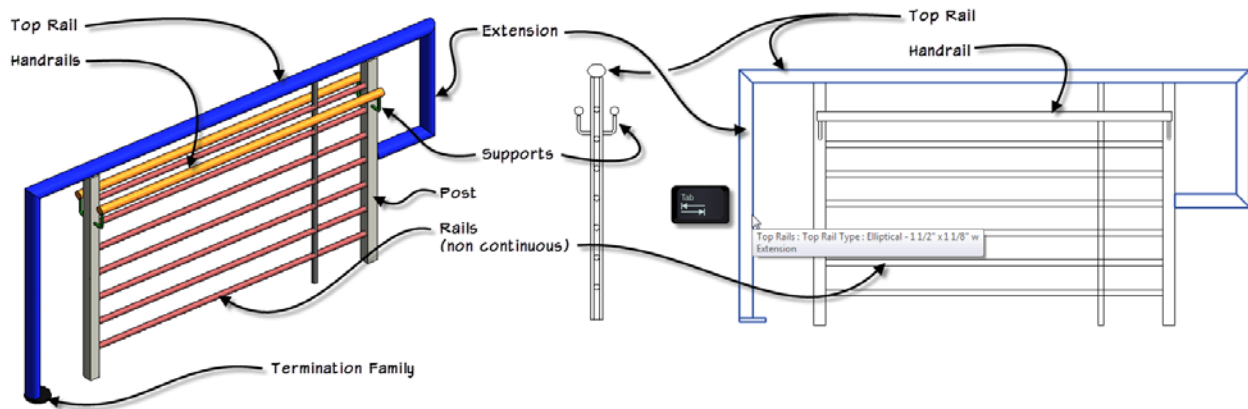 Top Rail
Handrails
Extension
Supports
Post
Rails
(non continuous)
Termination Family
Top Rail
Handrail
Tab
Top Rails : Top Rail Type : Elliptical - 1 1/2" x1 1/8" w
Extension